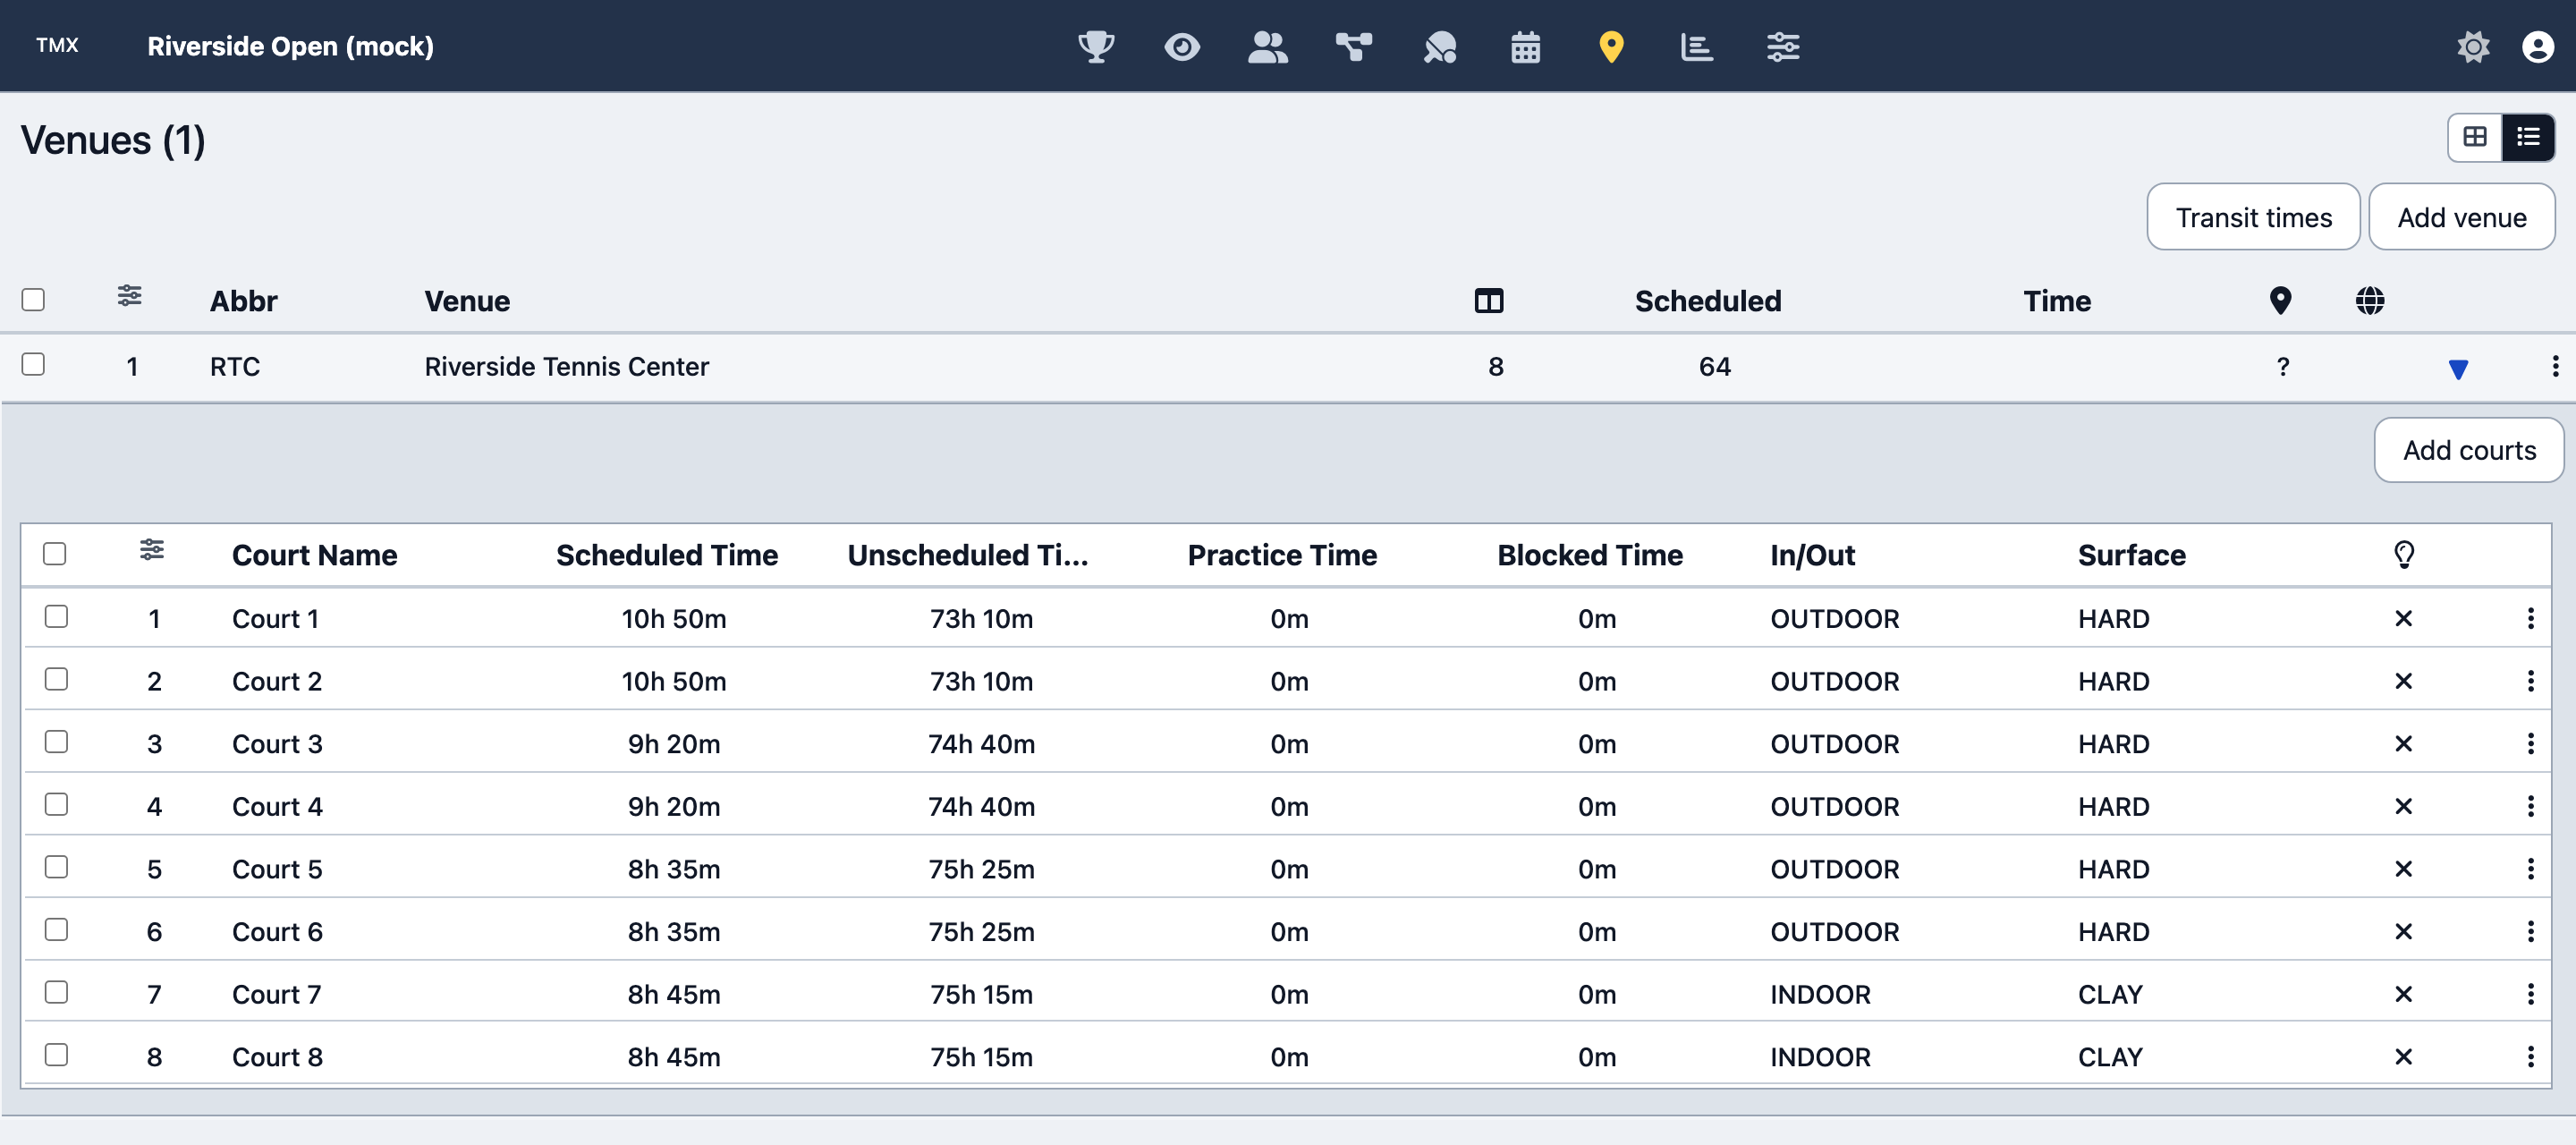 TMX Riverside Open (mock)
Venues (1)
Transit times Add venue
Abbr Venue Scheduled Time
1 RTC Riverside Tennis Center 8 64 ?
Add courts
Court Name Scheduled Time Unscheduled Ti... Practice Time Blocked Time In/Out Surface
1 Court 1 10h 50m 73h 10m 0m 0m OUTDOOR HARD
2 Court 2 10h 50m 73h 10m 0m 0m OUTDOOR HARD
3 Court 3 9h 20m 74h 40m 0m 0m OUTDOOR HARD
4 Court 4 9h 20m 74h 40m 0m 0m OUTDOOR HARD
5 Court 5 8h 35m 75h 25m 0m 0m OUTDOOR HARD
6 Court 6 8h 35m 75h 25m 0m 0m OUTDOOR HARD
7 Court 7 8h 45m 75h 15m 0m 0m INDOOR CLAY
8 Court 8 8h 45m 75h 15m 0m 0m INDOOR CLAY